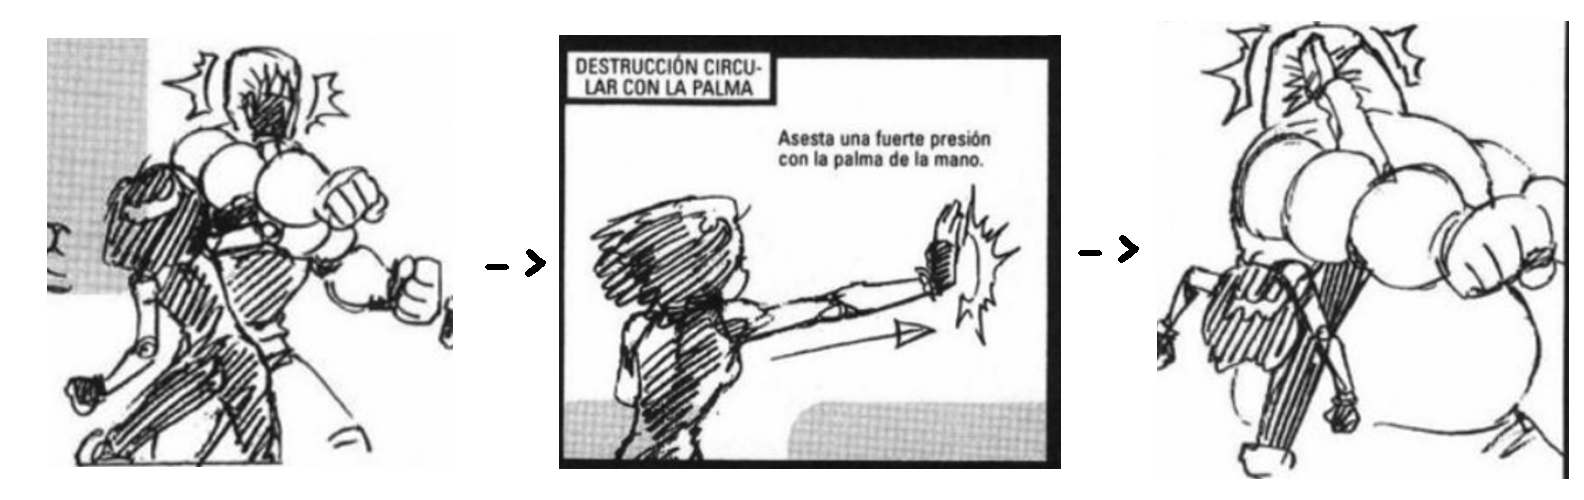 DESTRUCCIÓN CIRCU-
LAR CON LA PALMA
Asesta una fuerte presión
con la palma de la mano.